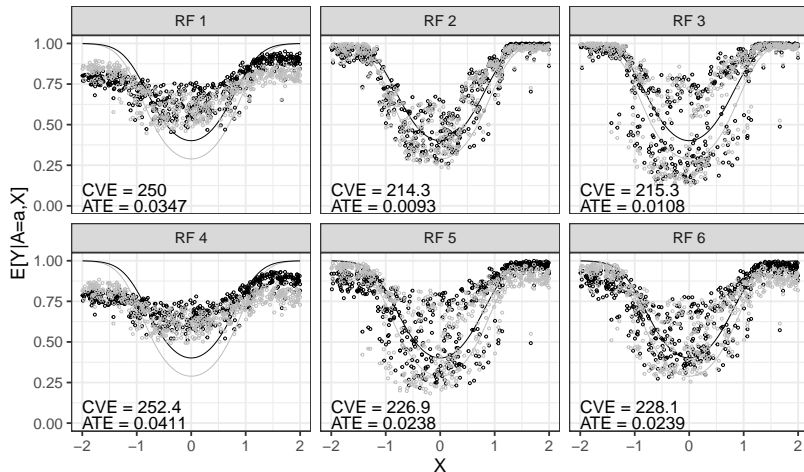 RF 1
RF 2
RF 3
1.00
0.75
0.50
0.25
0.00
CVE = 250
ATE = 0.0347
CVE = 214.3
ATE = 0.0093
CVE = 215.3
ATE = 0.0108
E[Y|A=a,X]
RF 4
RF 5
RF 6
1.00
0.75
0.50
0.25
0.00
CVE = 252.4
ATE = 0.0411
CVE = 226.9
ATE = 0.0238
CVE = 228.1
ATE = 0.0239
−2 −1 0 1 2
−2 −1 0 1 2
−2 −1 0 1 2
X